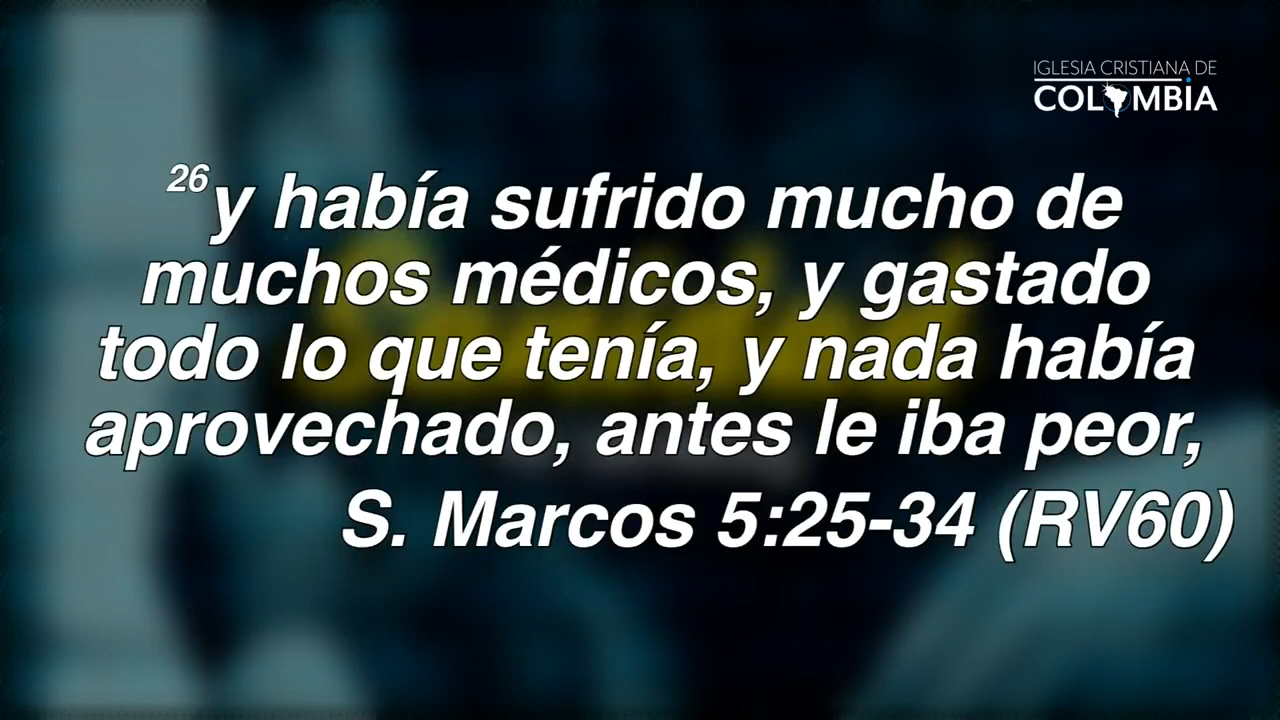 IGLESIA CRISTIANA DE
COLOMBIA
26 y había sufrido mucho de
muchos médicos, y gastado
todo lo que tenía, y nada había
aprovechado, antes le iba peor,
S. Marcos 5:25-34 (RV60)